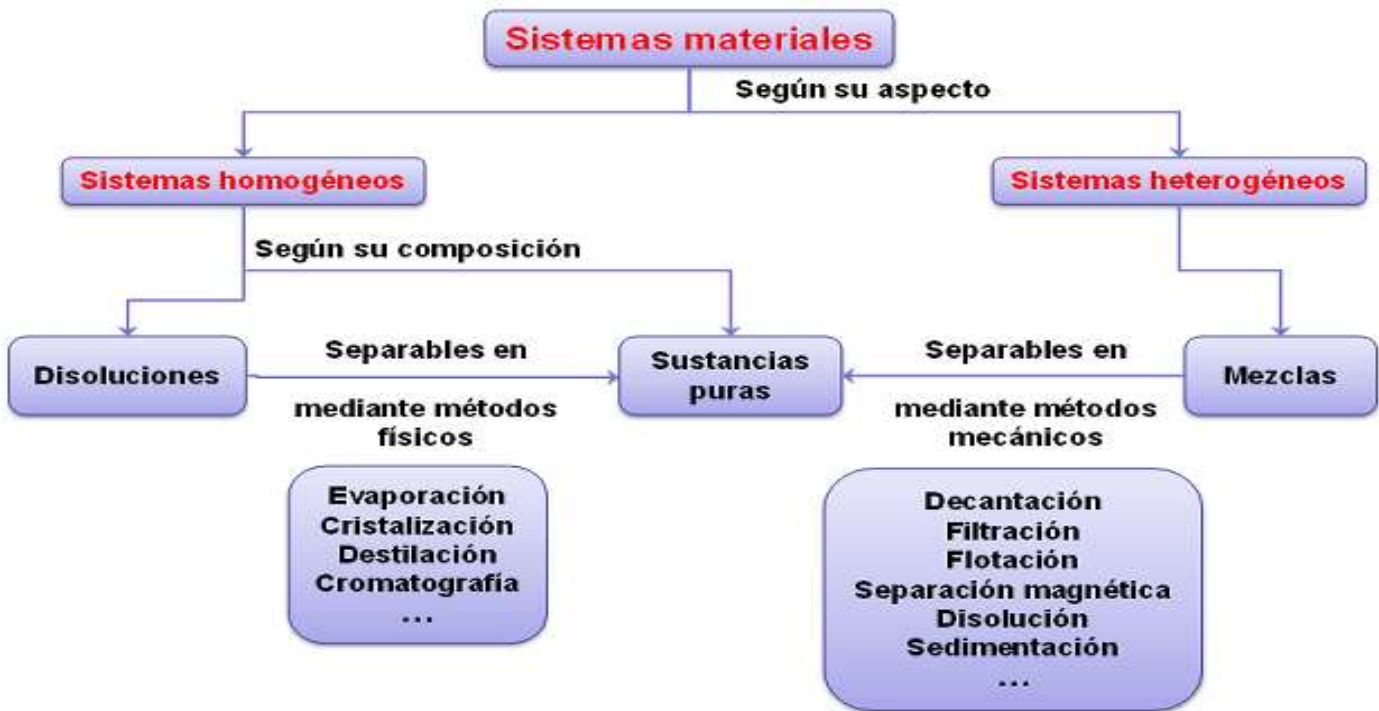 Sistemas materiales
Según su aspecto
Sistemas homogéneos
Sistemas heterogéneos
Según su composición
Disoluciones
Separables en
mediante métodos
físicos
Sustancias
puras
Separables en
mediante métodos
mecánicos
Mezclas
Evaporación
Cristalización
Destilación
Cromatografía
...
Decantación
Filtración
Flotación
Separación magnética
Disolución
Sedimentación
...